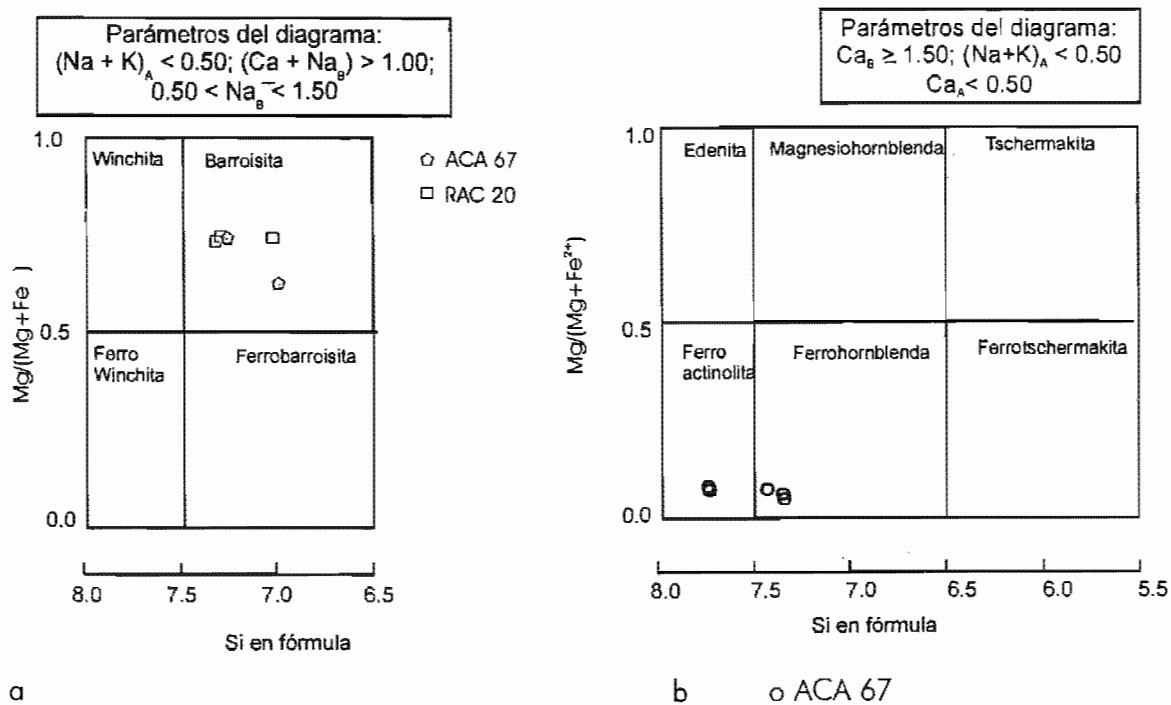 Parámetros del diagrama:
(Na + K)A < 0.50; (Ca + NaB) > 1.00;
0.50 < NaB < 1.50
1.0
Winchita
Barroisita
ACA 67
RAC 20
Mg/(Mg+Fe )
0.5
Ferro
Winchita
Ferrobarroisita
0.0
8.0 7.5 7.0 6.5
Si en fórmula
a
Parámetros del diagrama:
CaB ≥ 1.50; (Na+K)A < 0.50
CaA < 0.50
1.0
Edenita
Magnesiohornblenda
Tschermakita
Mg/(Mg+Fe²⁺)
0.5
Ferro
actinolita
Ferrohornblenda
Ferrotschermakita
0.0
8.0 7.5 7.0 6.5 6.0 5.5
Si en fórmula
b
o ACA 67